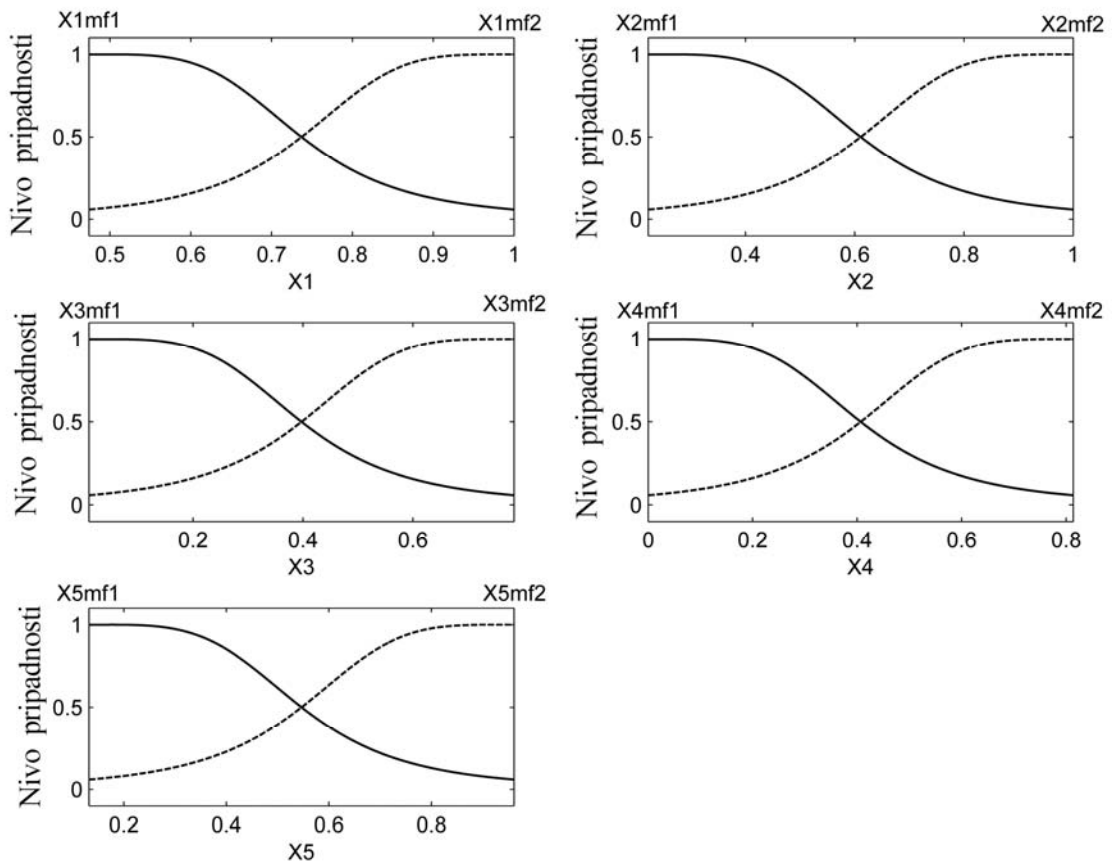 X1mf1 X1mf2
Nivo pripadnosti
1
0.5
0
0.5 0.6 0.7 0.8 0.9 1
X1
X2mf1 X2mf2
Nivo pripadnosti
1
0.5
0
0.4 0.6 0.8 1
X2
X3mf1 X3mf2
Nivo pripadnosti
1
0.5
0
0.2 0.4 0.6
X3
X4mf1 X4mf2
Nivo pripadnosti
1
0.5
0
0 0.2 0.4 0.6 0.8
X4
X5mf1 X5mf2
Nivo pripadnosti
1
0.5
0
0.2 0.4 0.6 0.8
X5